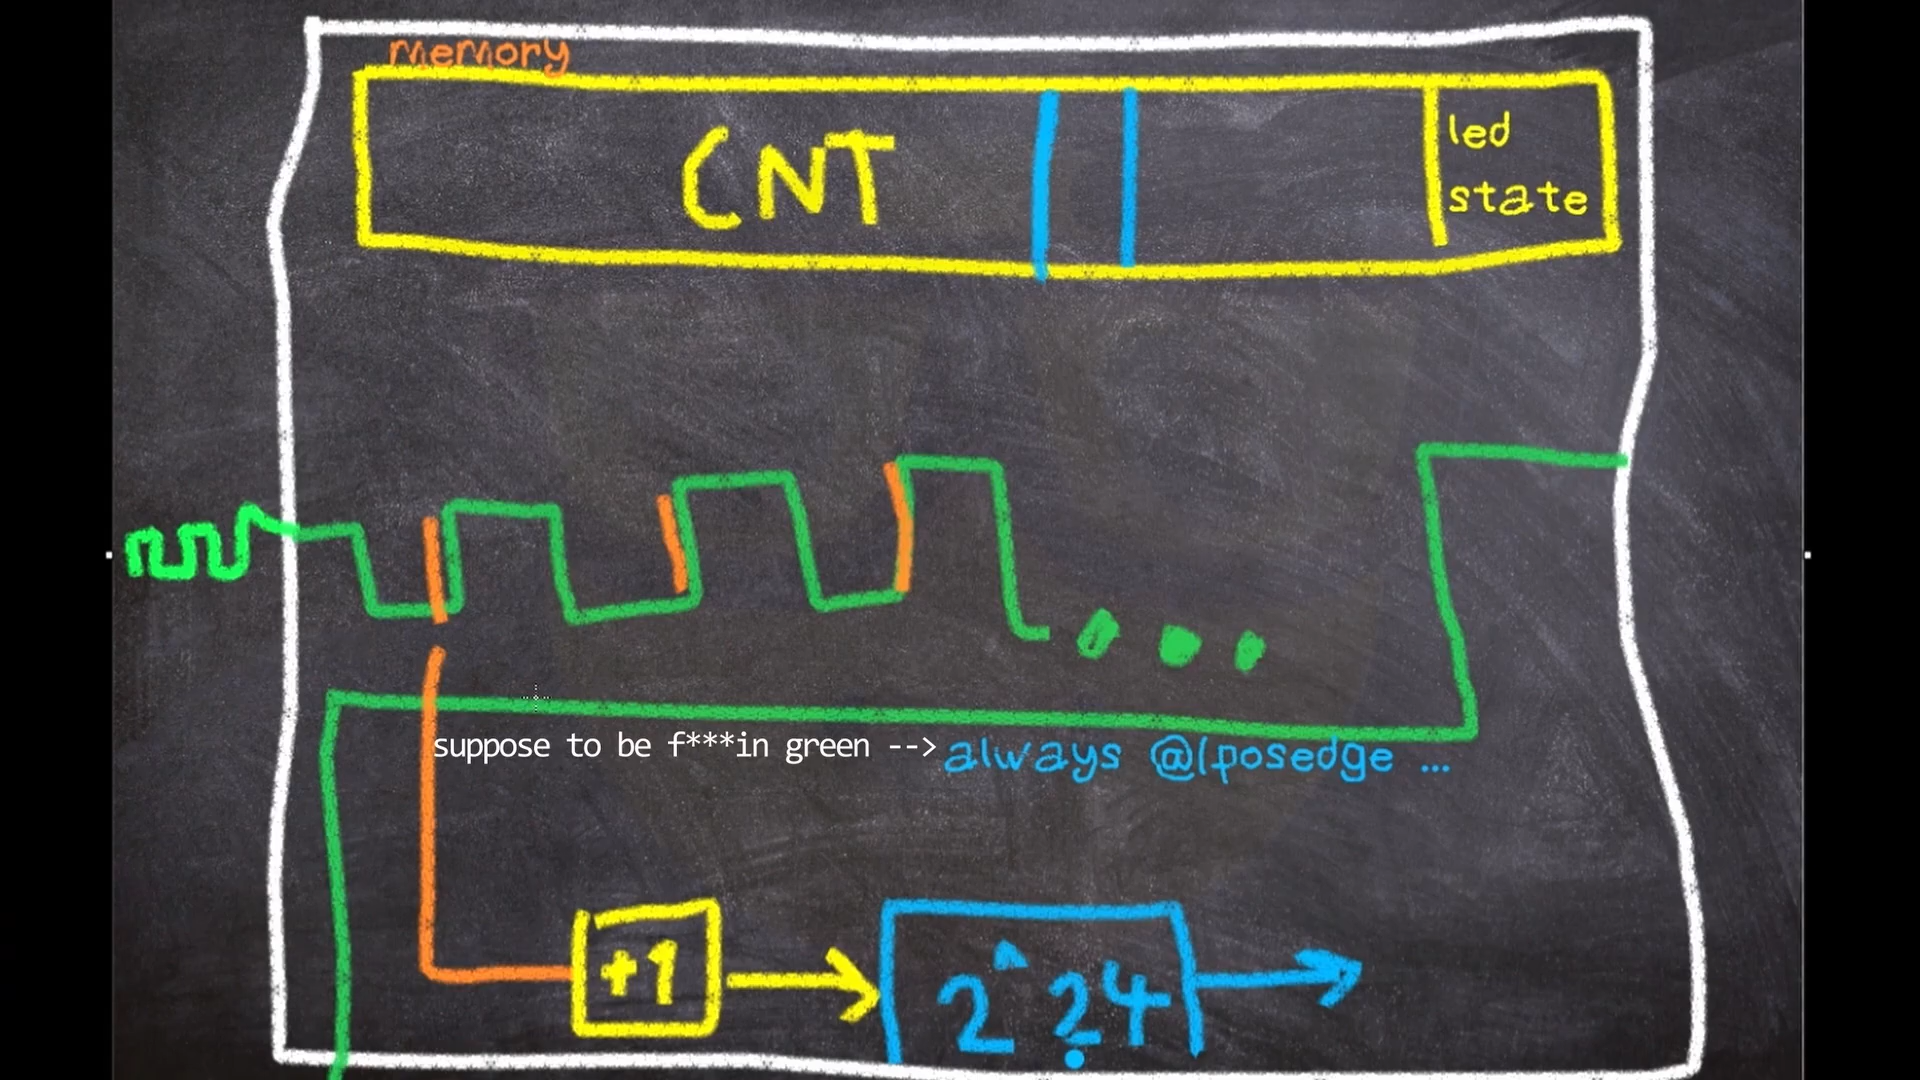 memory
CNT
led
state
suppose to be f***in green --> always @(posedge ...
+1
2^24